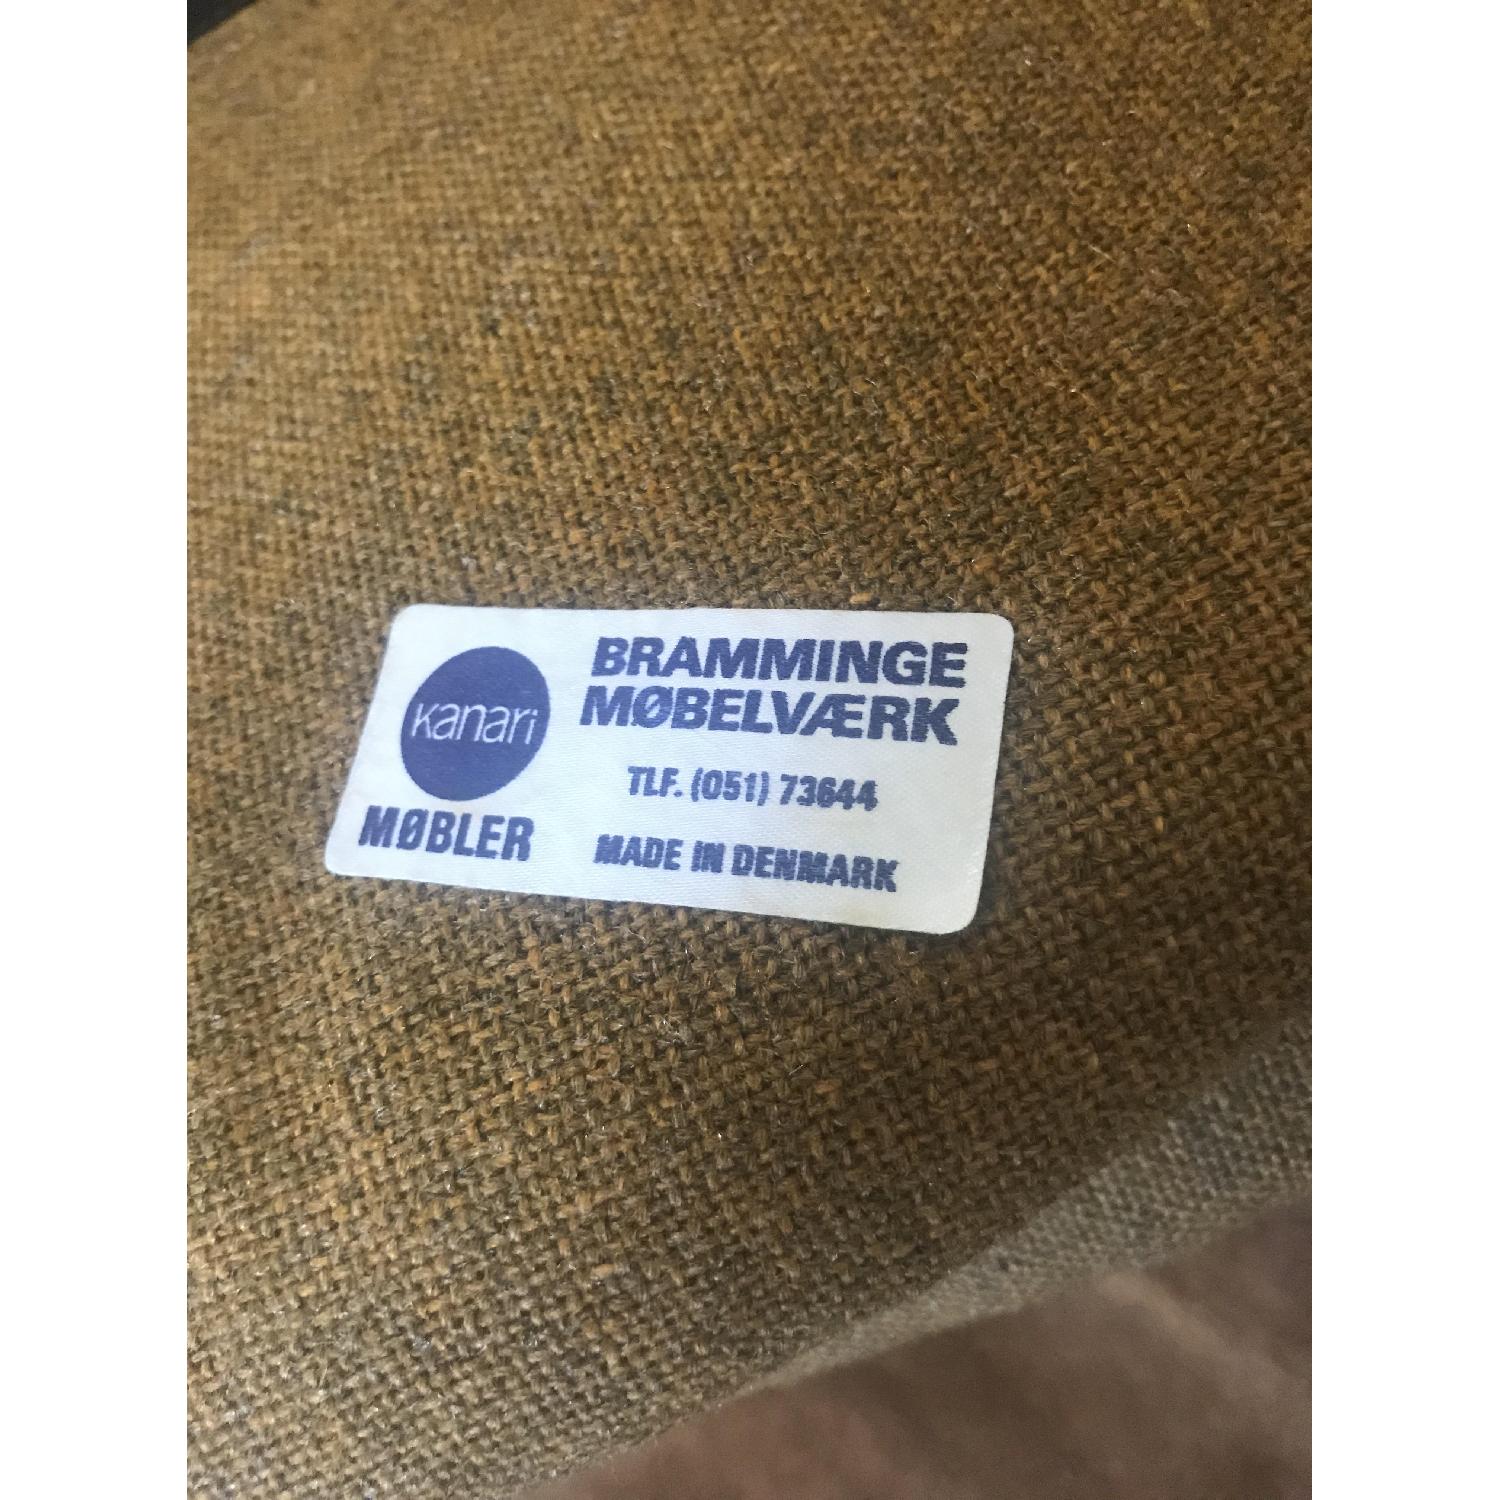 kanari
MØBLER
BRAMMINGE
MØBELVÆRK
TLF. (051) 73644
MADE IN DENMARK